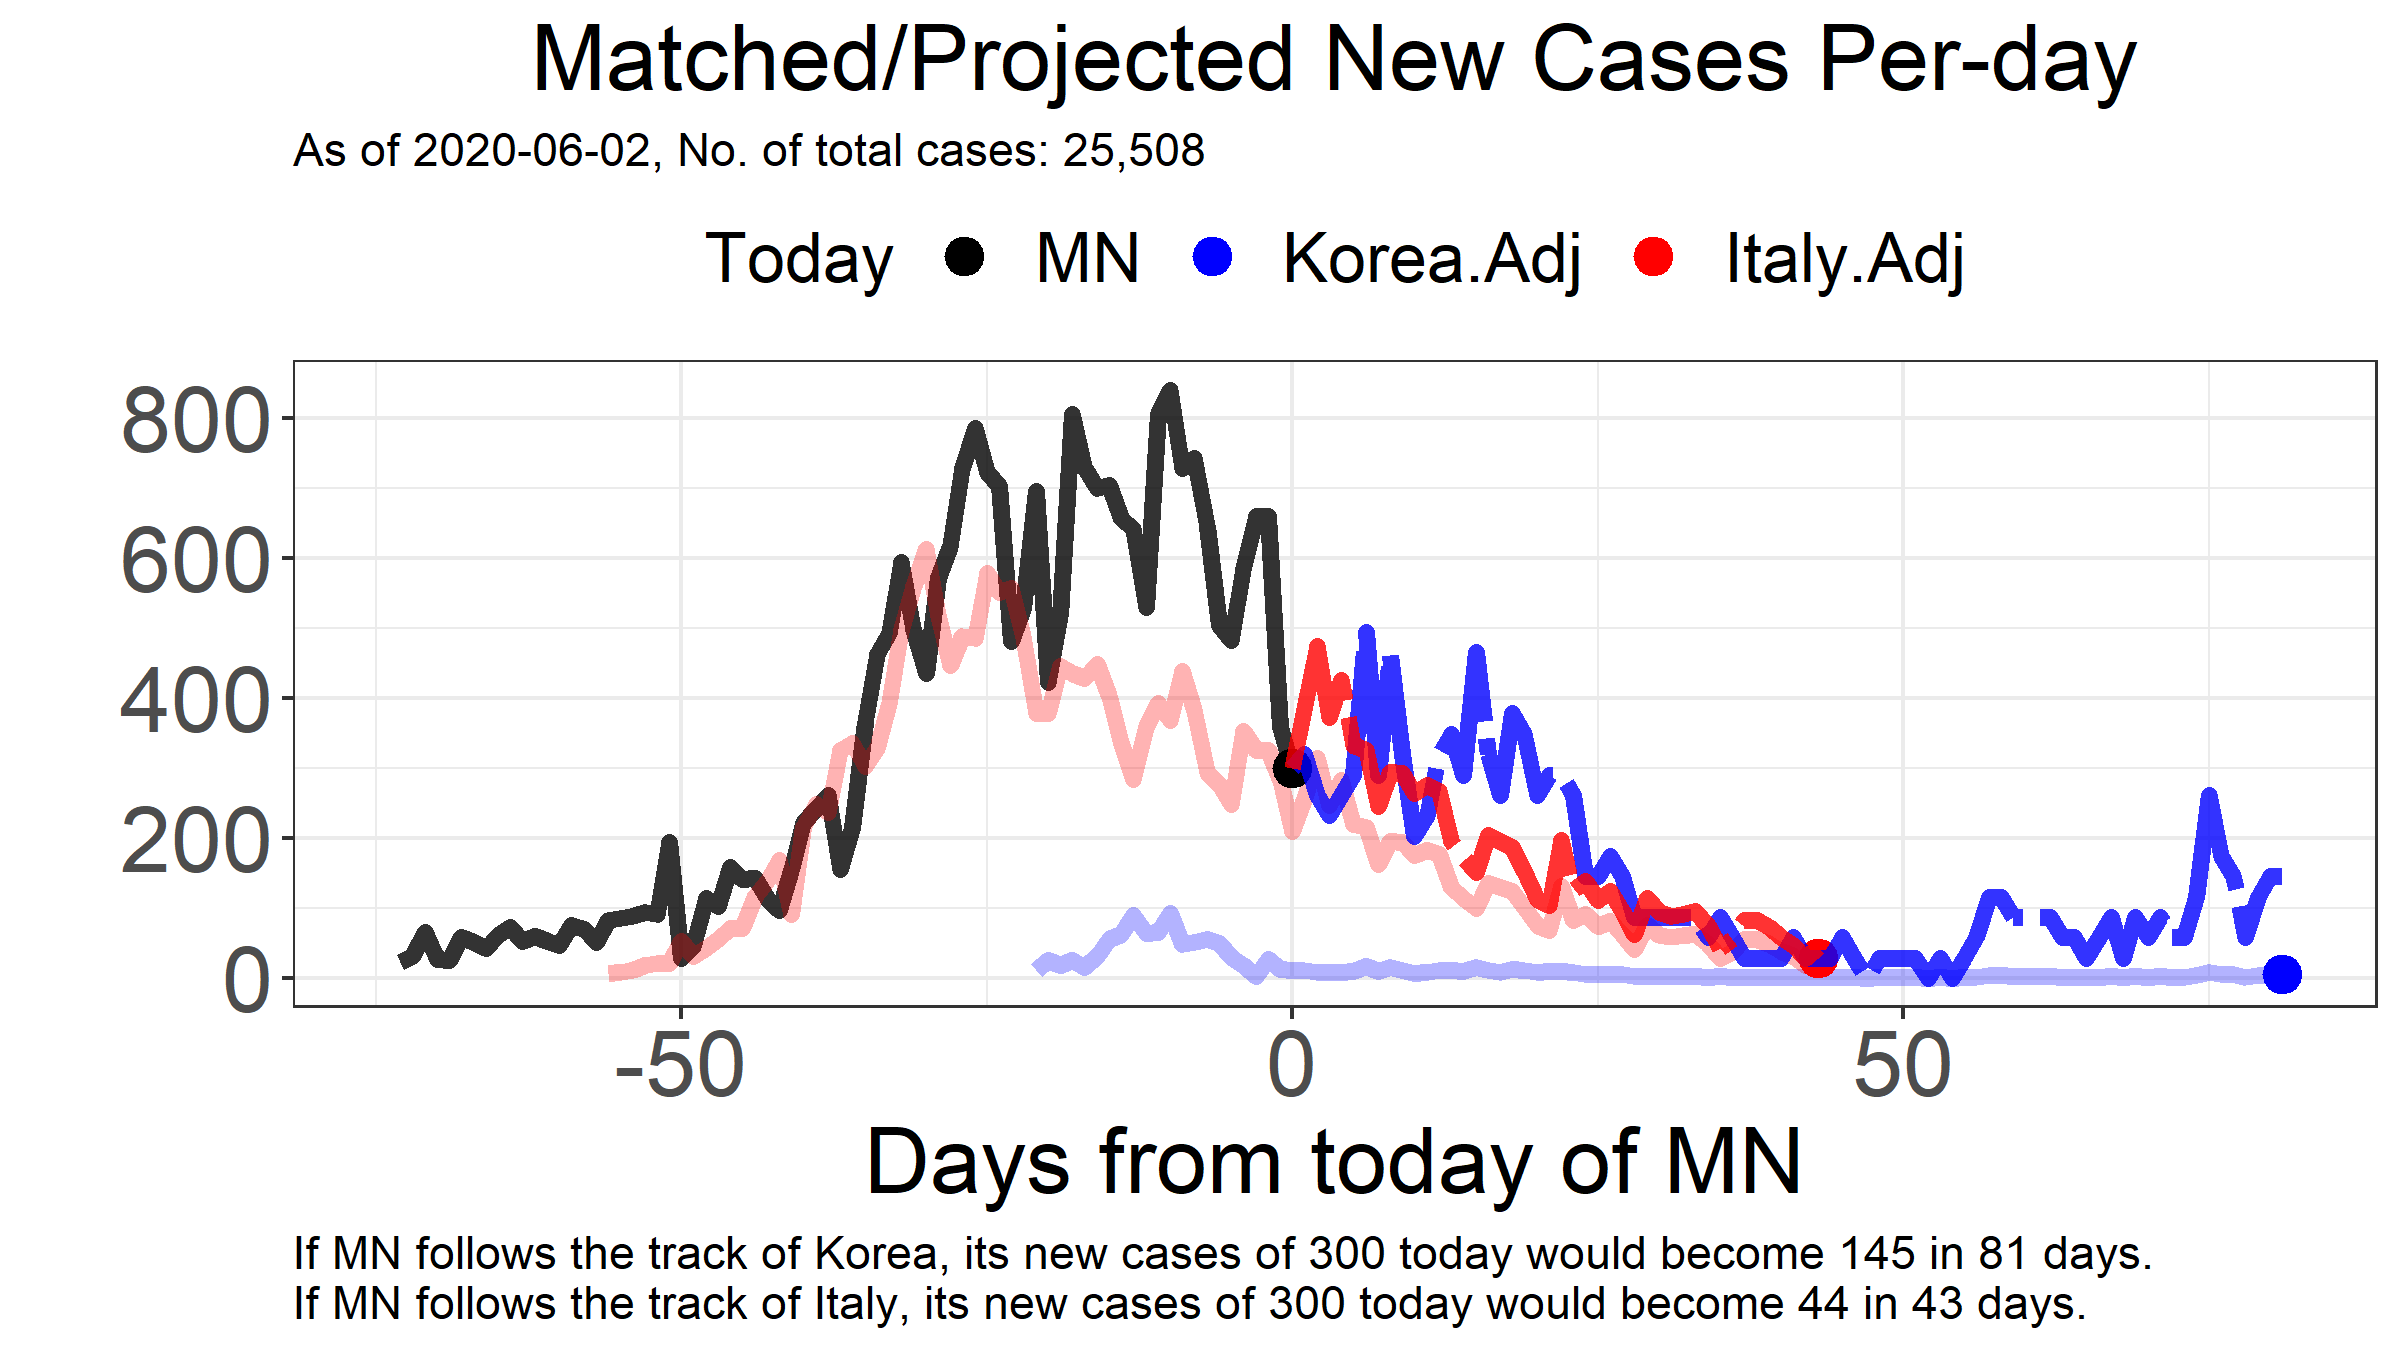 Matched/Projected New Cases Per-day
As of 2020-06-02, No. of total cases: 25,508
Today MN Korea.Adj Italy.Adj
800
600
400
200
0
-50 0 50
Days from today of MN
If MN follows the track of Korea, its new cases of 300 today would become 145 in 81 days.
If MN follows the track of Italy, its new cases of 300 today would become 44 in 43 days.